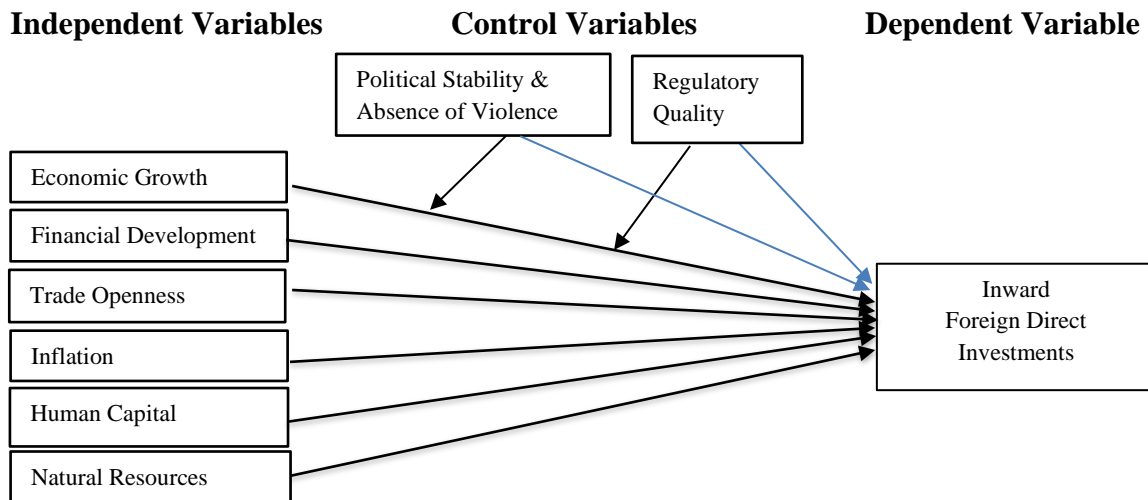 Independent Variables
Control Variables
Dependent Variable
Political Stability &
Absence of Violence
Regulatory
Quality
Economic Growth
Financial Development
Trade Openness
Inflation
Human Capital
Natural Resources
Inward
Foreign Direct
Investments